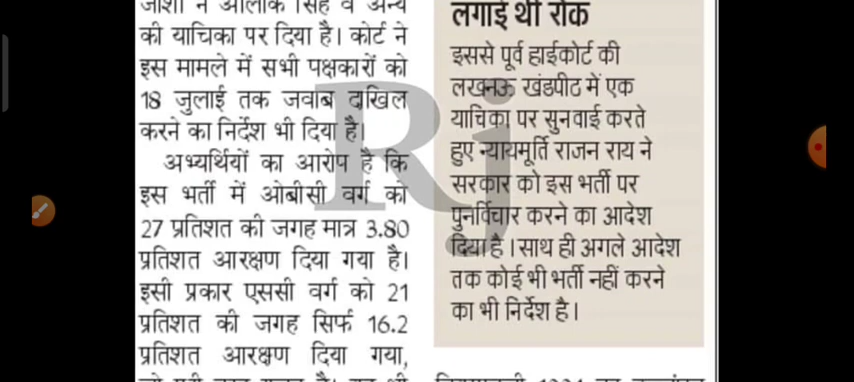 जोशी ने आलोक सिंह व अन्य
की याचिका पर दिया है। कोर्ट ने
इस मामले में सभी पक्षकारों को
18 जुलाई तक जवाब दाखिल
करने का निर्देश भी दिया है।
अभ्यर्थियों का आरोप है कि
इस भर्ती में ओबीसी वर्ग को
27 प्रतिशत की जगह मात्र 3.80
प्रतिशत आरक्षण दिया गया है।
इसी प्रकार एससी वर्ग को 21
प्रतिशत की जगह सिर्फ 16.2
प्रतिशत आरक्षण दिया गया,
लगाई थी रोक
इससे पूर्व हाईकोर्ट की
लखनऊ खंडपीट में एक
याचिका पर सुनवाई करते
हुए न्यायमूर्ति राजन राय ने
सरकार को इस भर्ती पर
पुनर्विचार करने का आदेश
दिया है । साथ ही अगले आदेश
तक कोई भी भर्ती नहीं करने
का भी निर्देश है।
Rj